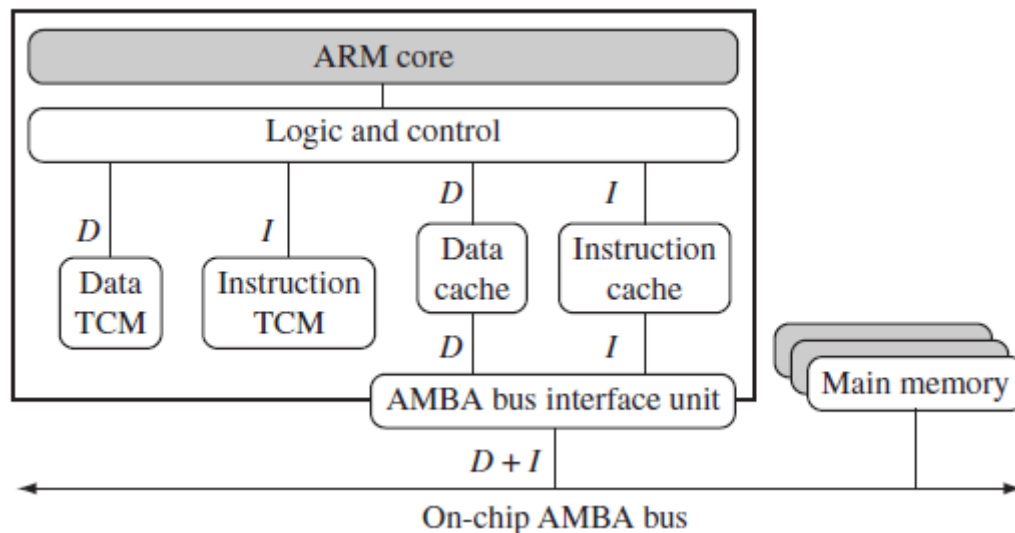 ARM core
Logic and control
D
I
D
I
Data
TCM
Instruction
TCM
Data
cache
Instruction
cache
D
I
AMBA bus interface unit
Main memory
D + I
On-chip AMBA bus